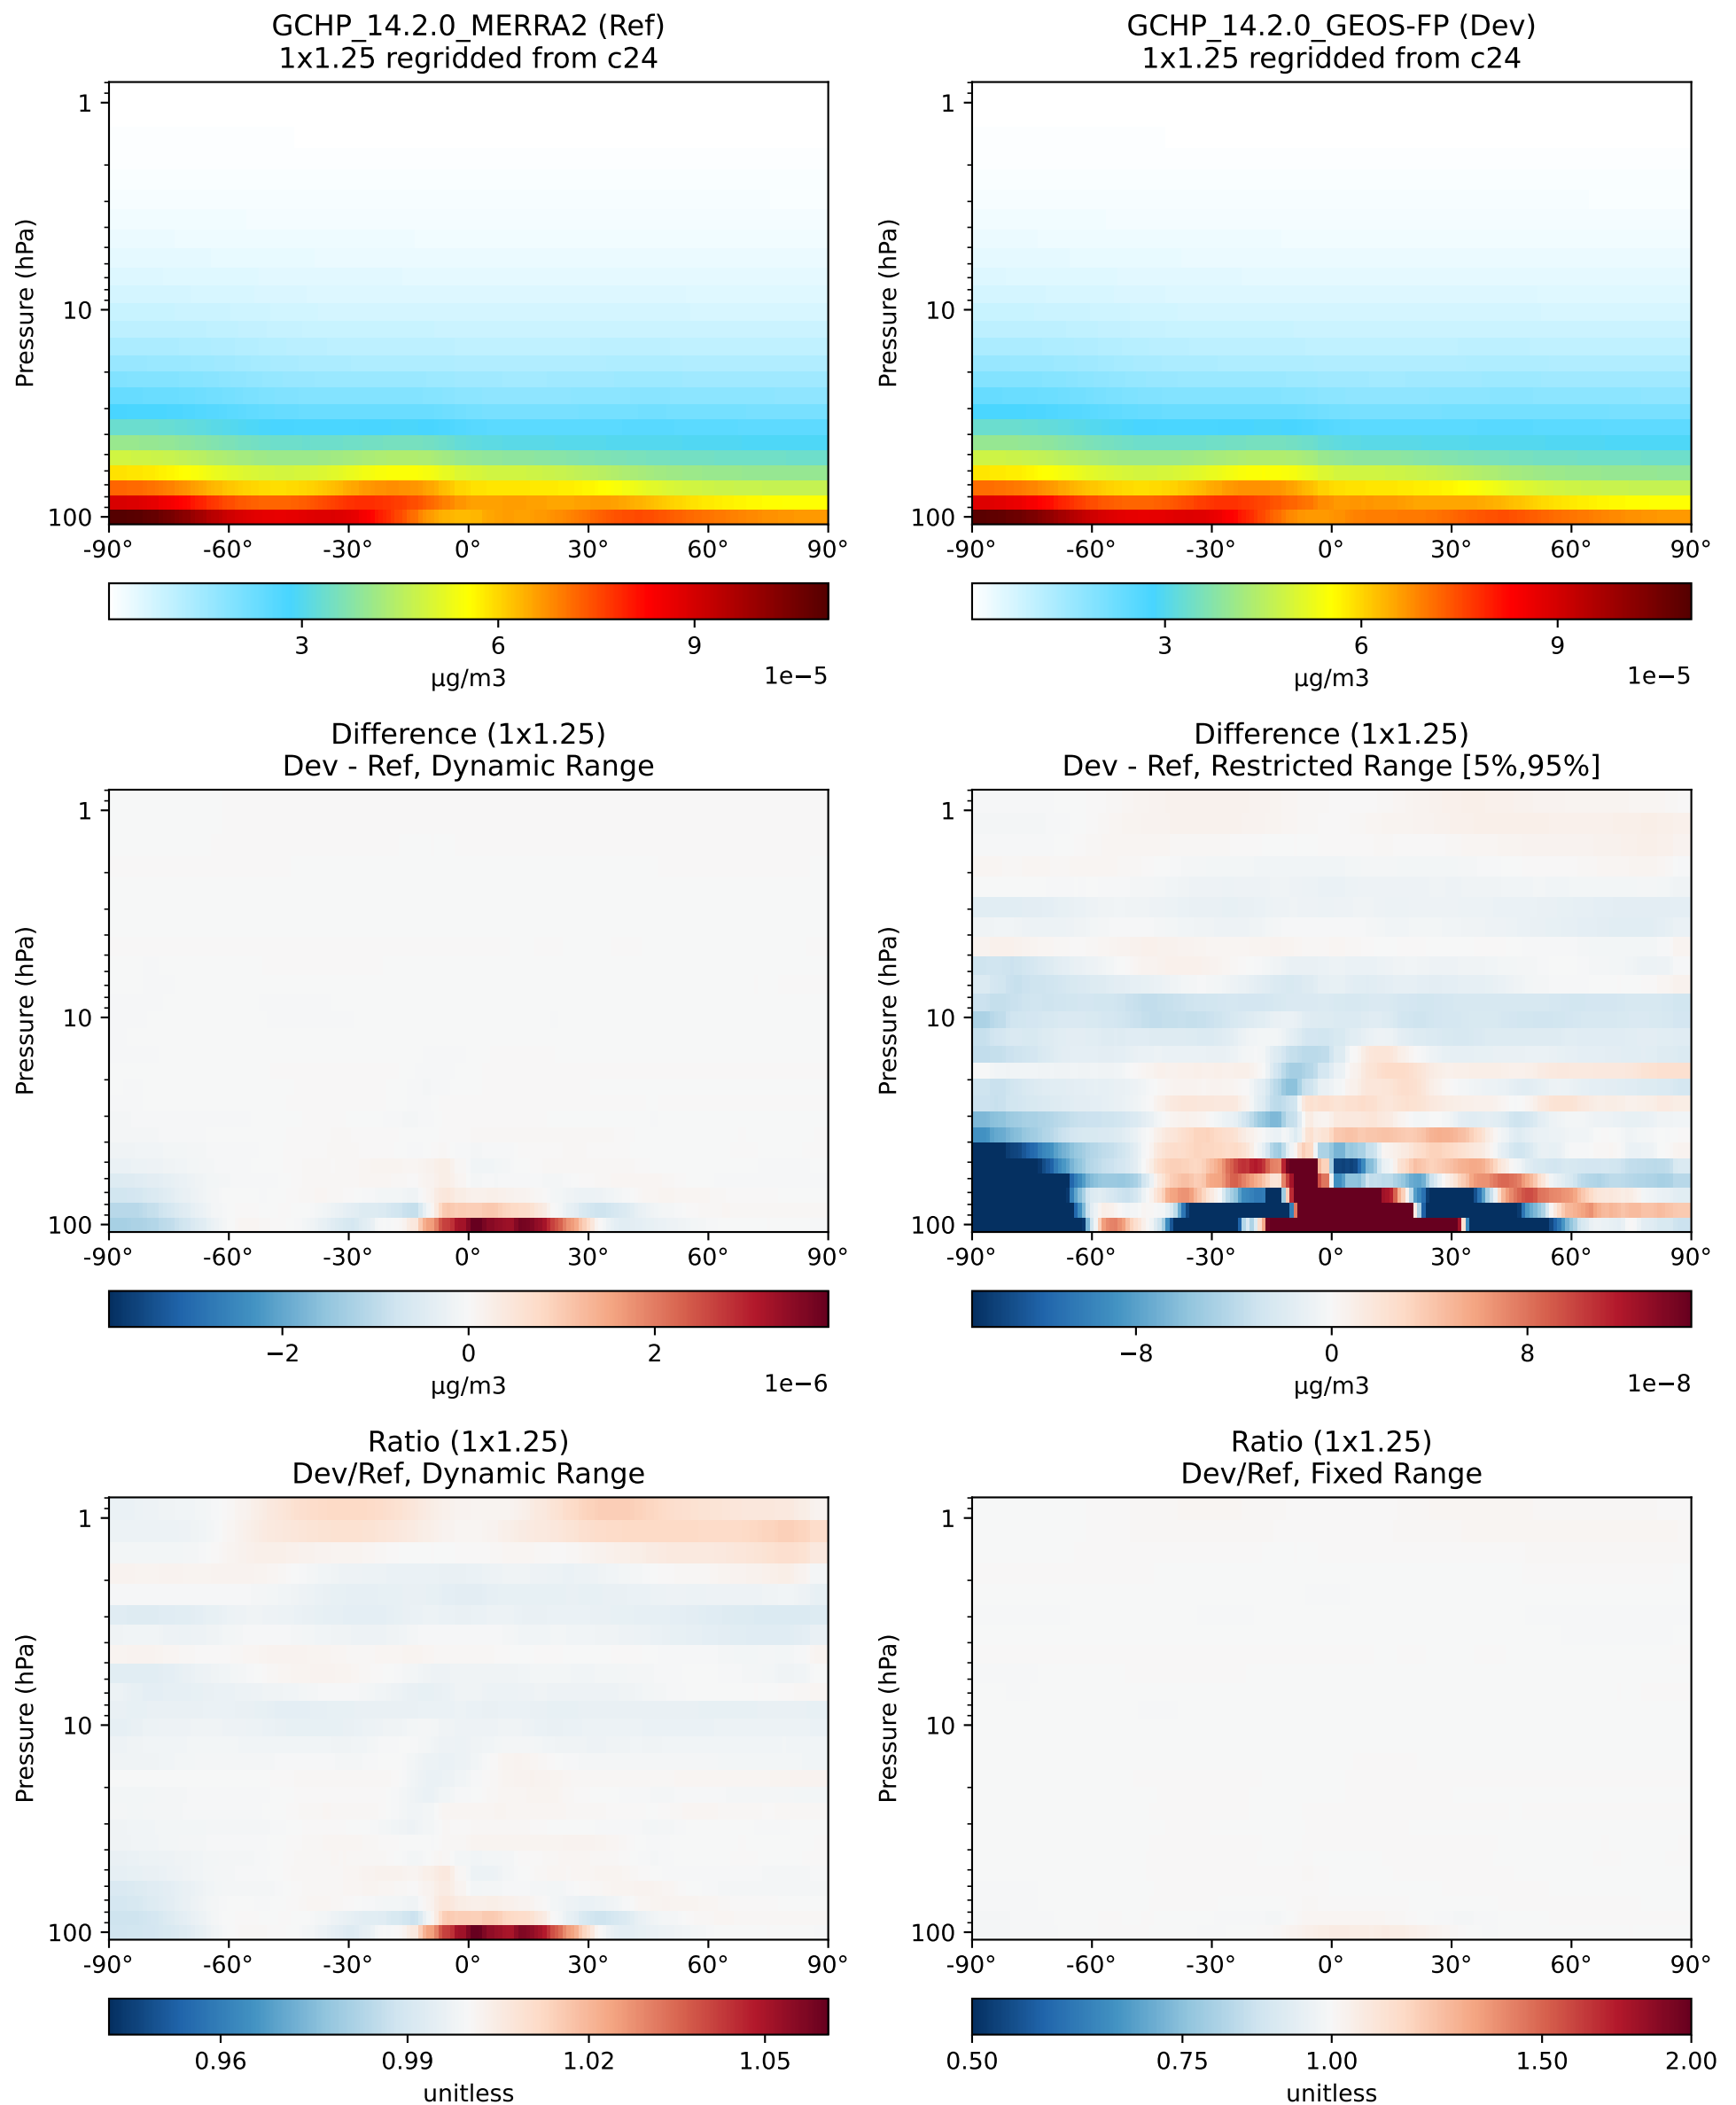 GCHP_14.2.0_MERRA2 (Ref)
1x1.25 regridded from c24
Pressure (hPa)
1
10
100
-90° -60° -30° 0° 30° 60° 90°
3 6 9
µg/m3
1e−5
GCHP_14.2.0_GEOS-FP (Dev)
1x1.25 regridded from c24
Pressure (hPa)
1
10
100
-90° -60° -30° 0° 30° 60° 90°
3 6 9
µg/m3
1e−5
Difference (1x1.25)
Dev - Ref, Dynamic Range
Pressure (hPa)
1
10
100
-90° -60° -30° 0° 30° 60° 90°
−2 0 2
µg/m3
1e−6
Difference (1x1.25)
Dev - Ref, Restricted Range [5%,95%]
Pressure (hPa)
1
10
100
-90° -60° -30° 0° 30° 60° 90°
−8 0 8
µg/m3
1e−8
Ratio (1x1.25)
Dev/Ref, Dynamic Range
Pressure (hPa)
1
10
100
-90° -60° -30° 0° 30° 60° 90°
0.96 0.99 1.02 1.05
unitless
Ratio (1x1.25)
Dev/Ref, Fixed Range
Pressure (hPa)
1
10
100
-90° -60° -30° 0° 30° 60° 90°
0.50 0.75 1.00 1.50 2.00
unitless